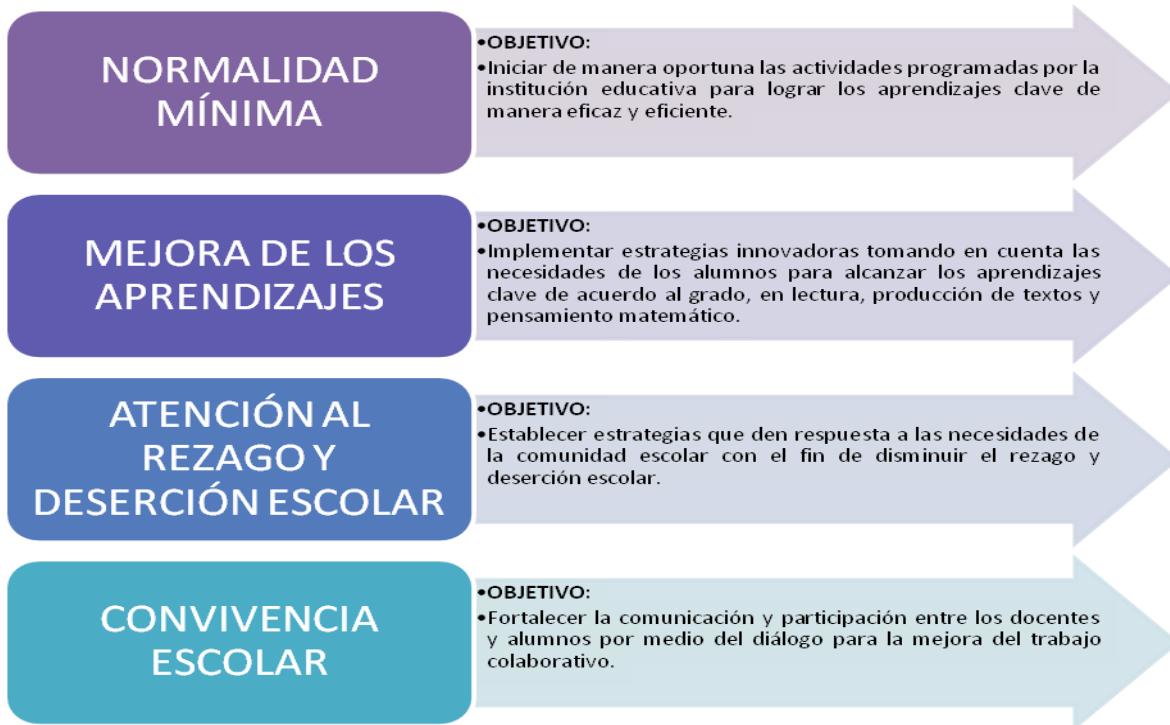 NORMALIDAD
MÍNIMA
•OBJETIVO:
•Iniciar de manera oportuna las actividades programadas por la
institución educativa para lograr los aprendizajes clave de
manera eficaz y eficiente.
MEJORA DE LOS
APRENDIZAJES
•OBJETIVO:
•Implementar estrategias innovadoras tomando en cuenta las
necesidades de los alumnos para alcanzar los aprendizajes
clave de acuerdo al grado, en lectura, producción de textos y
pensamiento matemático.
ATENCIÓN AL
REZAGO Y
DESERCIÓN ESCOLAR
•OBJETIVO:
•Establecer estrategias que den respuesta a las necesidades de
la comunidad escolar con el fin de disminuir el rezago y
deserción escolar.
CONVIVENCIA
ESCOLAR
•OBJETIVO:
•Fortalecer la comunicación y participación entre los docentes
y alumnos por medio del diálogo para la mejora del trabajo
colaborativo.